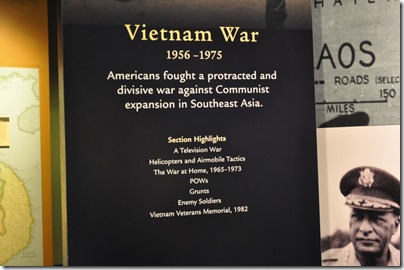 Vietnam War
1956–1975
Americans fought a protracted and
divisive war against Communist
expansion in Southeast Asia.
Section Highlights
A Television War
Helicopters and Airmobile Tactics
The War at Home, 1965–1973
POWs
Grunts
Enemy Soldiers
Vietnam Veterans Memorial, 1982
AOS
ROADS (SELEC
150
MILES